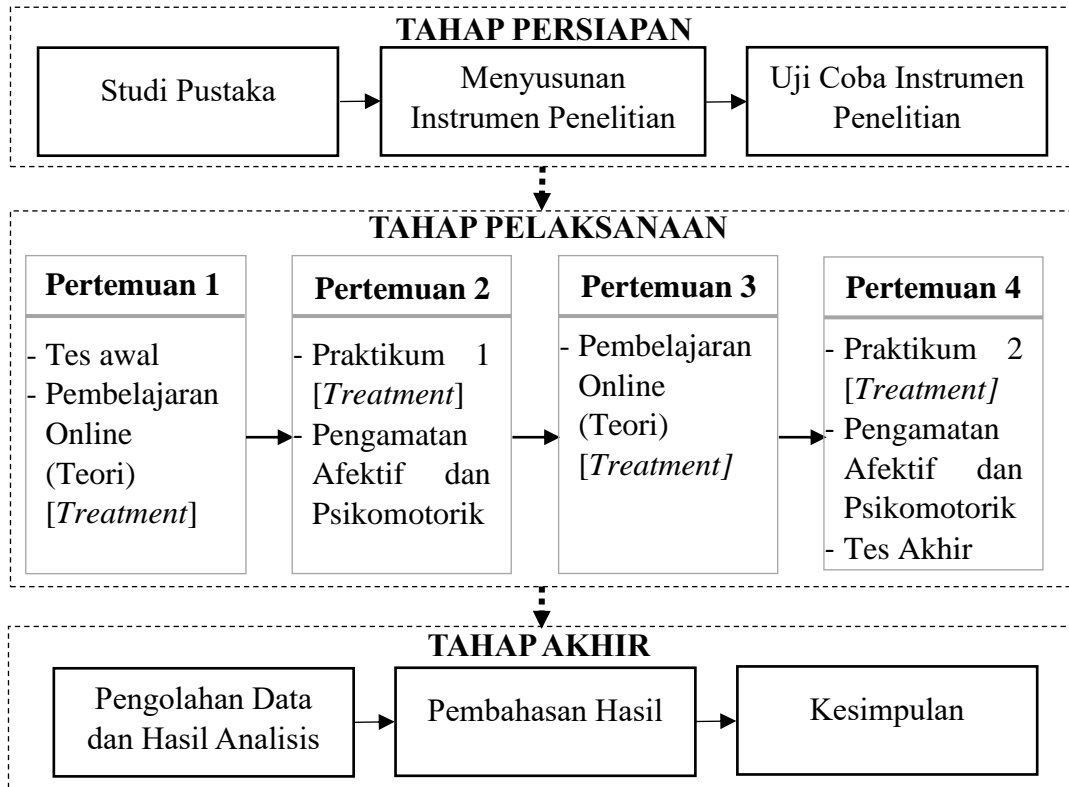 TAHAP PERSIAPAN
Studi Pustaka
Menyusunan
Instrumen Penelitian
Uji Coba Instrumen
Penelitian
TAHAP PELAKSANAAN
Pertemuan 1
- Tes awal
- Pembelajaran
Online
(Teori)
[Treatment]
Pertemuan 2
- Praktikum 1
[Treatment]
- Pengamatan
Afektif dan
Psikomotorik
Pertemuan 3
- Pembelajaran
Online
(Teori)
[Treatment]
Pertemuan 4
- Praktikum 2
[Treatment]
- Pengamatan
Afektif dan
Psikomotorik
- Tes Akhir
TAHAP AKHIR
Pengolahan Data
dan Hasil Analisis
Pembahasan Hasil
Kesimpulan